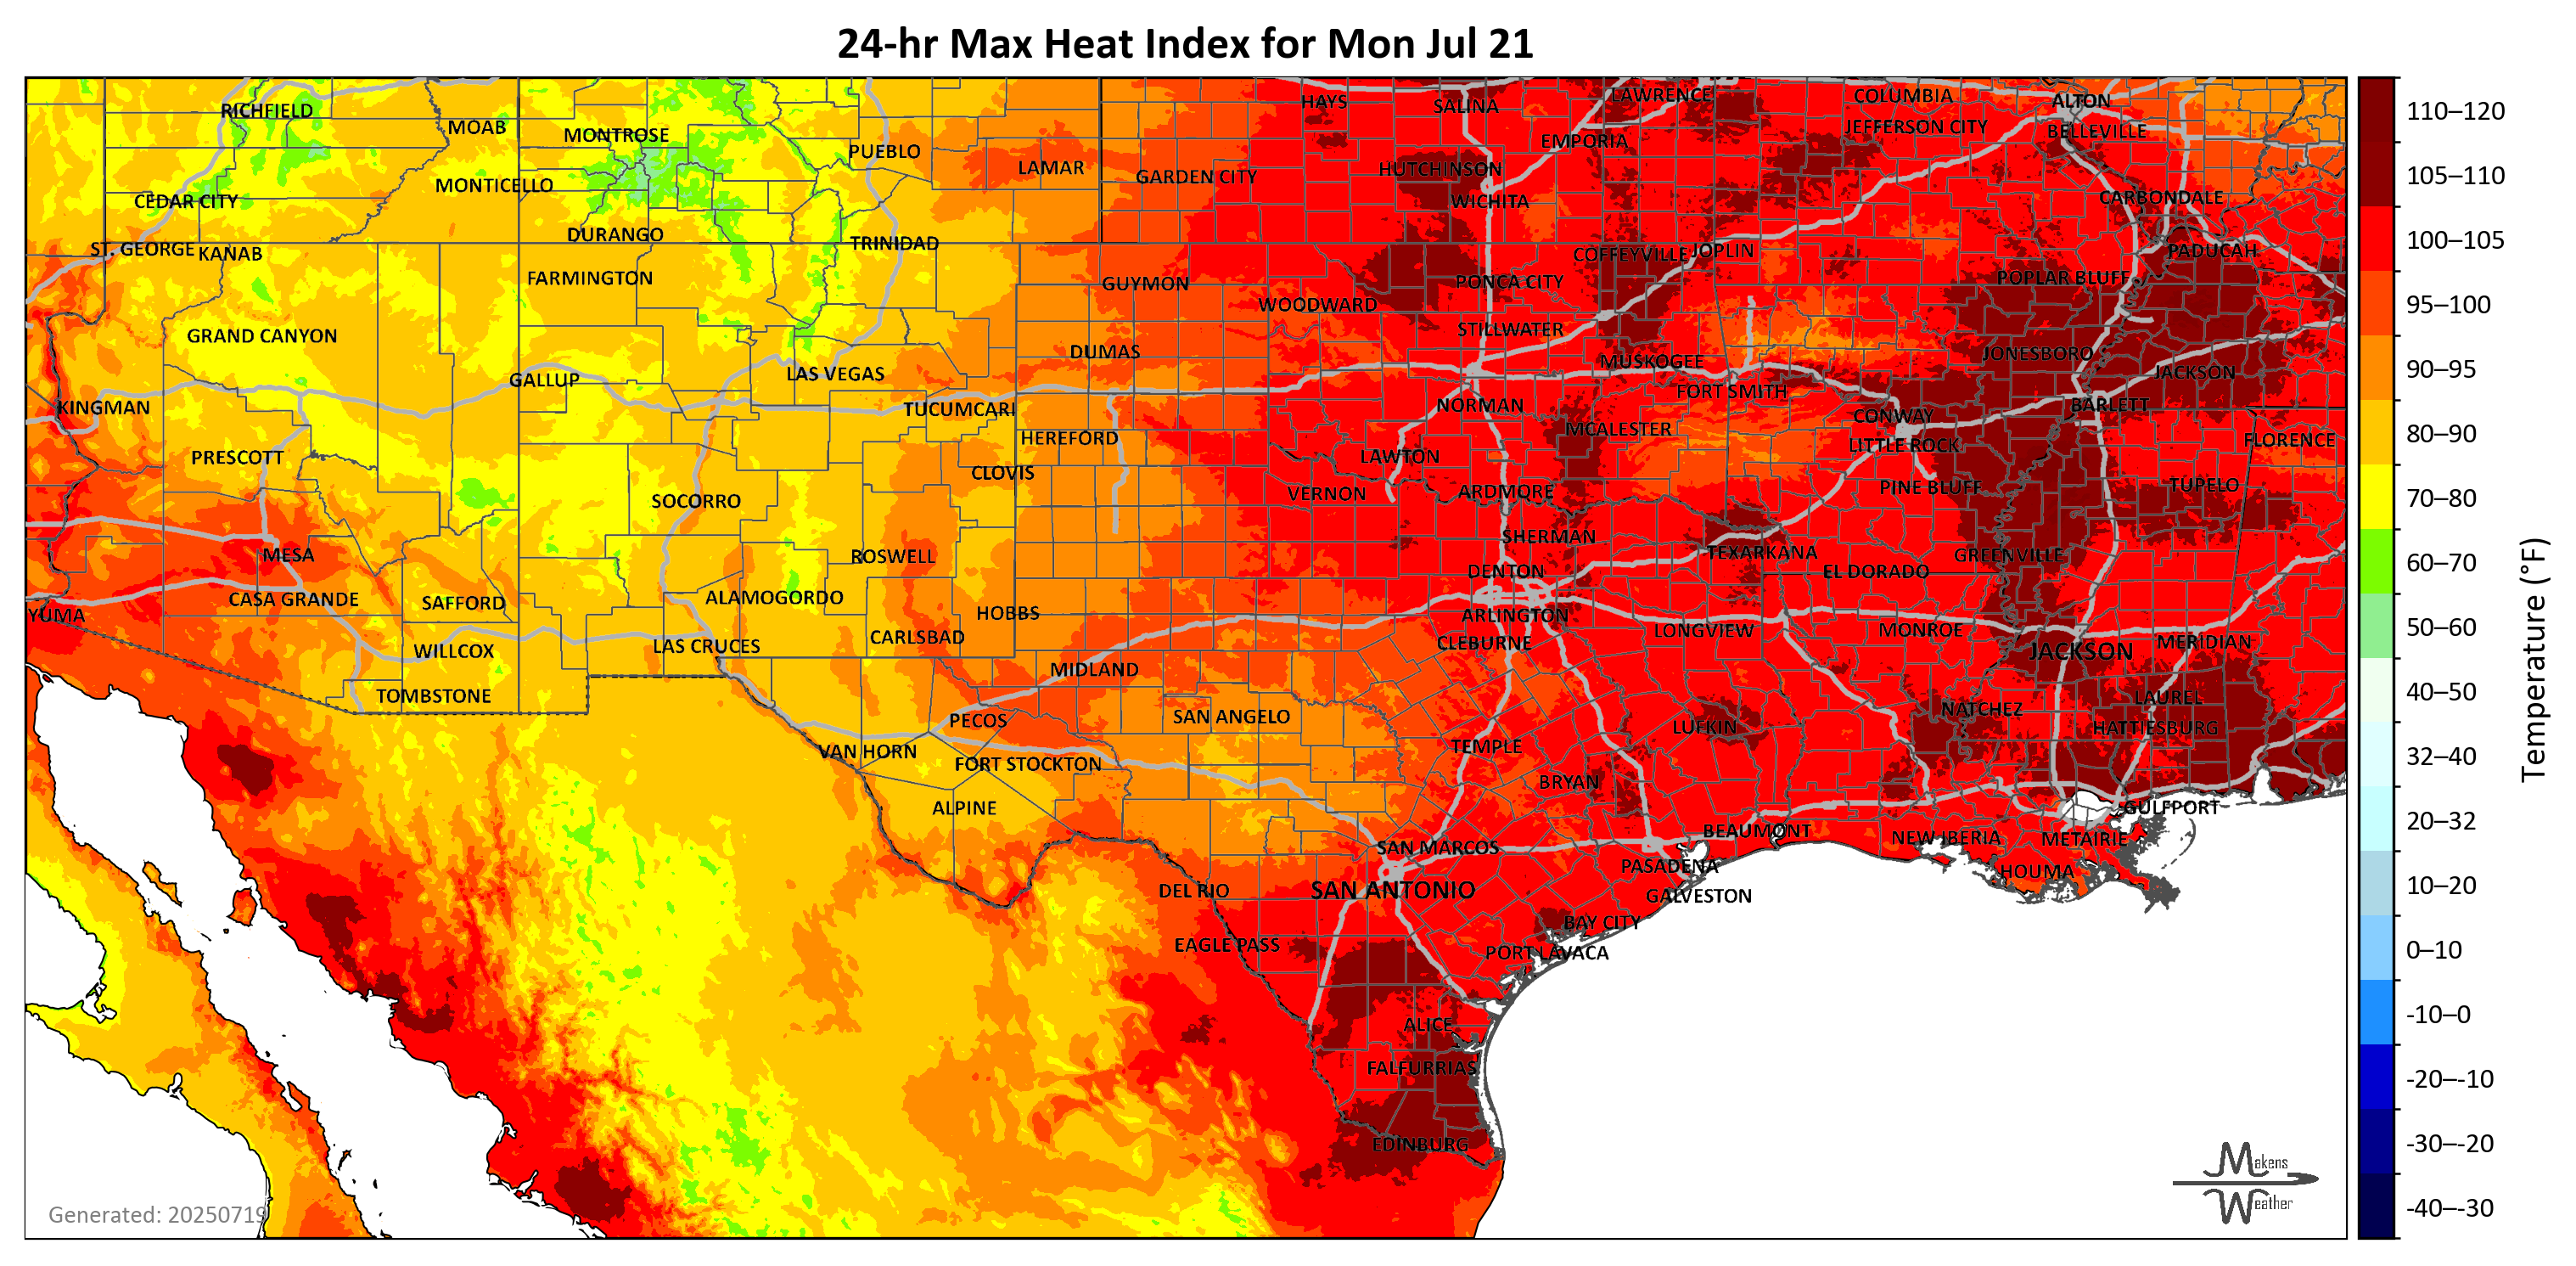 24-hr Max Heat Index for Mon Jul 21
RICHFIELD
MOAB
MONTROSE
PUEBLO
LAMAR
GARDEN CITY
HAYS
SALINA
LAWRENCE
EMPORIA
COLUMBIA
JEFFERSON CITY
ALTON
BELLEVILLE
CEDAR CITY
MONTICELLO
HUTCHINSON
WICHITA
CARBONDALE
ST. GEORGE
KANAB
DURANGO
TRINIDAD
COFFEYVILLE
JOPLIN
PADUCAH
FARMINGTON
GUYMON
WOODWARD
PONCA CITY
POPLAR BLUFF
GRAND CANYON
STILLWATER
DUMAS
MUSKOGEE
JONESBORO
GALLUP
LAS VEGAS
FORT SMITH
JACKSON
KINGMAN
TUCUMCARI
NORMAN
CONWAY
BARLETT
HEREFORD
MCALESTER
LITTLE ROCK
FLORENCE
PRESCOTT
CLOVIS
LAWTON
SOCORRO
VERNON
ARDMORE
PINE BLUFF
TUPELO
MESA
ROSWELL
SHERMAN
TEXARKANA
GREENVILLE
DENTON
EL DORADO
YUMA
CASA GRANDE
SAFFORD
ALAMOGORDO
HOBBS
ARLINGTON
WILLCOX
LAS CRUCES
CARLSBAD
CLEBURNE
LONGVIEW
MONROE
JACKSON
MERIDIAN
TOMBSTONE
MIDLAND
PECOS
SAN ANGELO
LUFKIN
NATCHEZ
LAUREL
HATTIESBURG
VAN HORN
FORT STOCKTON
TEMPLE
BRYAN
ALPINE
GULFPORT
SAN MARCOS
BEAUMONT
NEW IBERIA
METAIRIE
DEL RIO
SAN ANTONIO
PASADENA
GALVESTON
HOUMA
EAGLE PASS
BAY CITY
PORT LAVACA
ALICE
FALFURRIAS
EDINBURG
Generated: 20250719
Makens
Weather
110–120
105–110
100–105
95–100
90–95
80–90
70–80
60–70
50–60
40–50
32–40
20–32
10–20
0–10
-10–0
-20–-10
-30–-20
-40–-30
Temperature (°F)